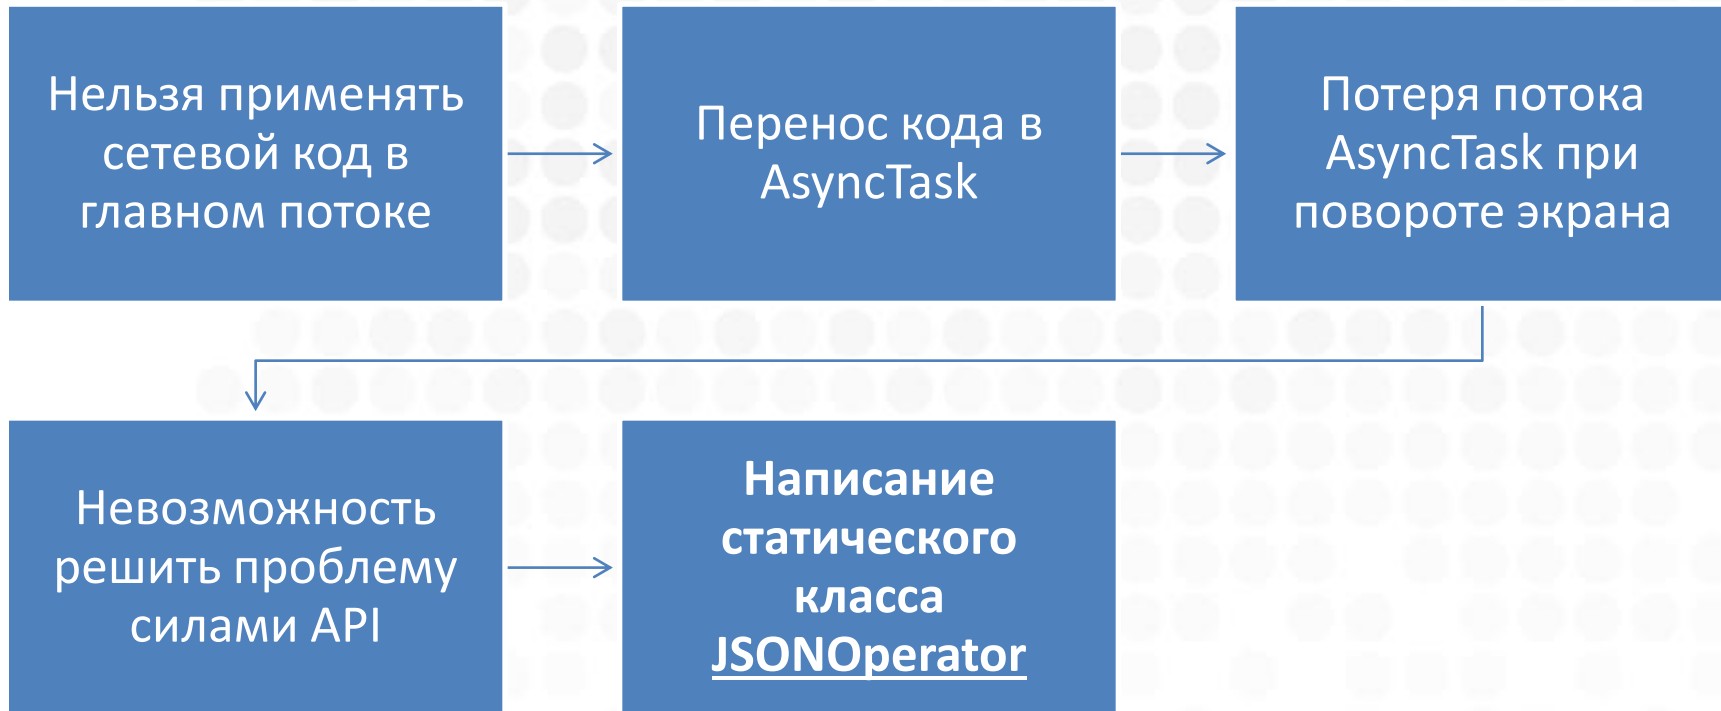 Нельзя применять
сетевой код в
главном потоке
Перенос кода в
AsyncTask
Потеря потока
AsyncTask при
повороте экрана
Невозможность
решить проблему
силами API
Написание
статического
класса
JSONOperator